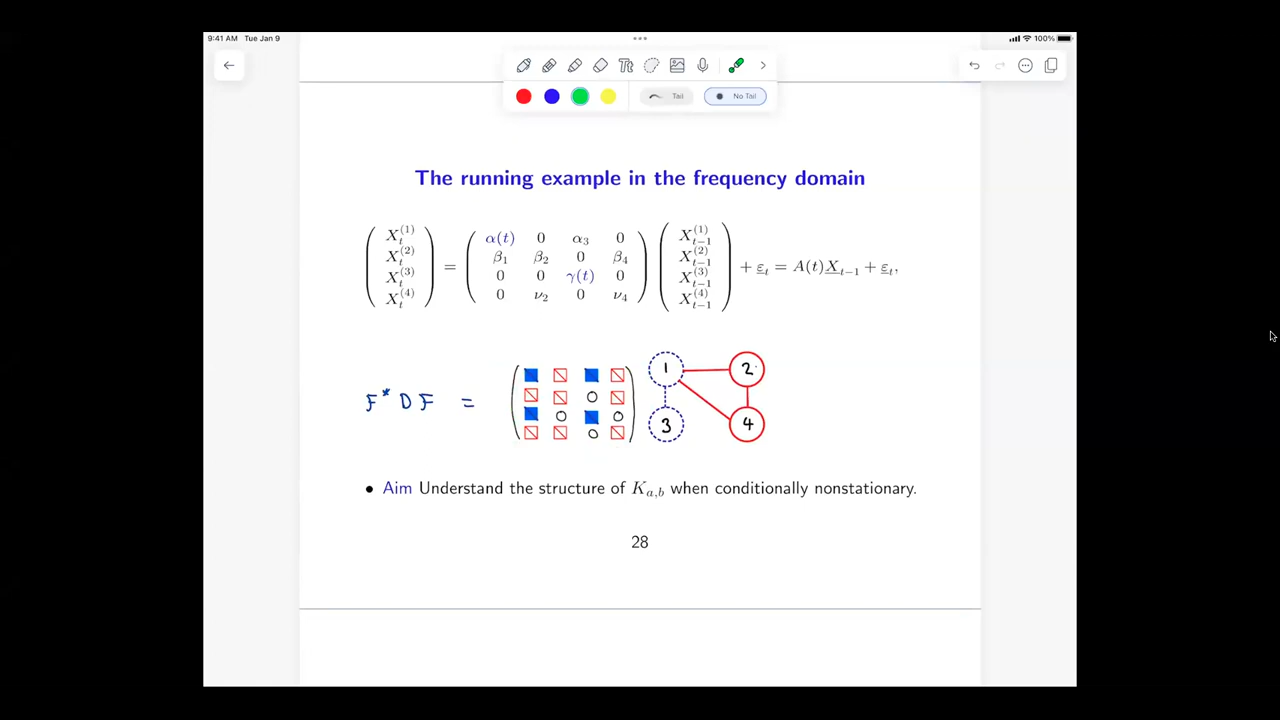 9:41 AM Tue Jan 9
100%
Tail No Tail
The running example in the frequency domain
( X_t^{(1)} ; X_t^{(2)} ; X_t^{(3)} ; X_t^{(4)} ) = ( α(t) 0 α_3 0 ; β_1 β_2 0 β_4 ; 0 0 γ(t) 0 ; 0 ν_2 0 ν_4 ) ( X_{t-1}^{(1)} ; X_{t-1}^{(2)} ; X_{t-1}^{(3)} ; X_{t-1}^{(4)} ) + ε_t = A(t)X_{t-1} + ε_t,
1 2
F* D F =
3 4
• Aim Understand the structure of K_{a,b} when conditionally nonstationary.
28